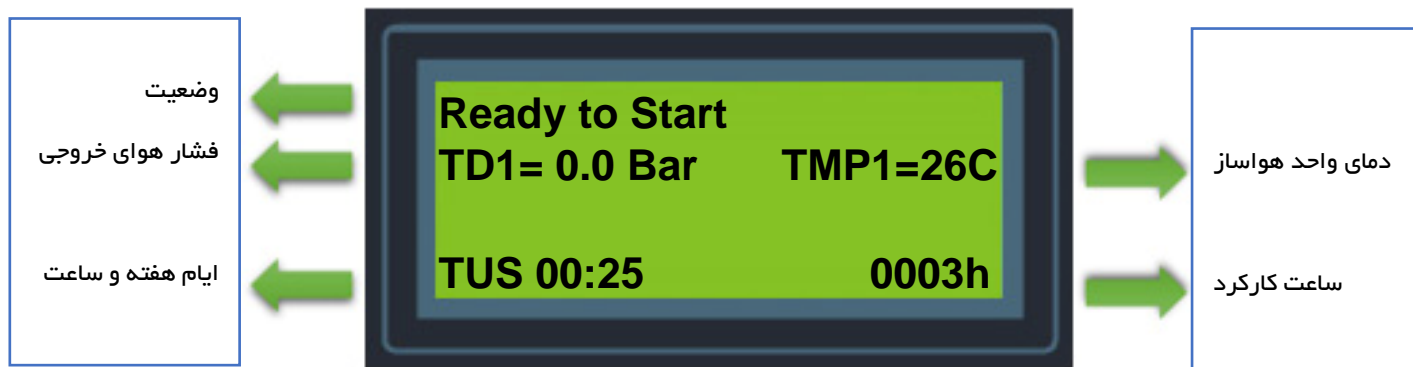 وضعیت
فشار هوای خروجی
ایام هفته و ساعت
Ready to Start
TD1= 0.0 Bar TMP1=26C
TUS 00:25 0003h
دمای واحد هواساز
ساعت کارکرد